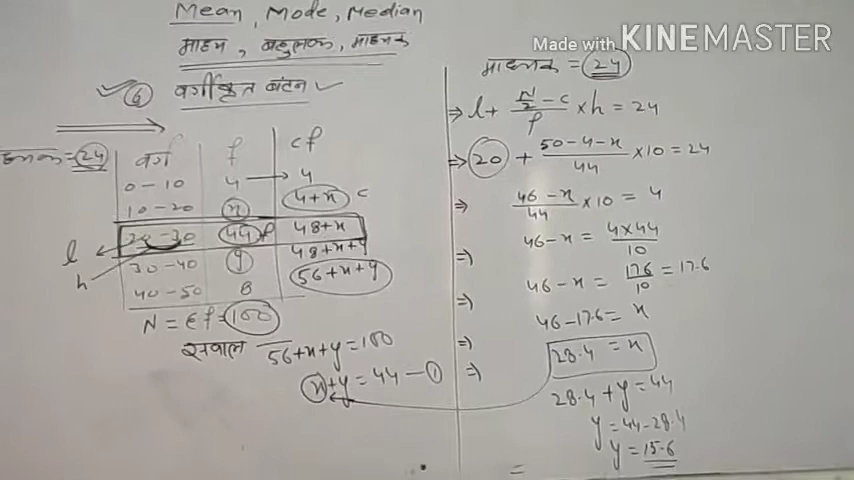 Mean, Mode, Median
माध्य, बहुलक, माध्यक
Made with KINEMASTER
6 वर्गीकृत बंटन
= 24
वर्ग f cf
0-10 4 → 4
10-20 x 4+x c
20-30 44 f 48+x
30-40 y 48+x+y
40-50 8 56+x+y
l
h
N = Ef = 100
सवाल 56+x+y=100
x+y = 44 - 1
माध्यक = 24
⇒ l + N/2 - c / f × h = 24
⇒ 20 + 50-4-x / 44 × 10 = 24
⇒ 46-x / 44 × 10 = 4
46-x = 4×44 / 10
⇒ 46-x = 176 / 10 = 17.6
⇒ 46-17.6 = x
⇒ 28.4 = x
⇒ 28.4 + y = 44
y = 44-28.4
y = 15.6
=